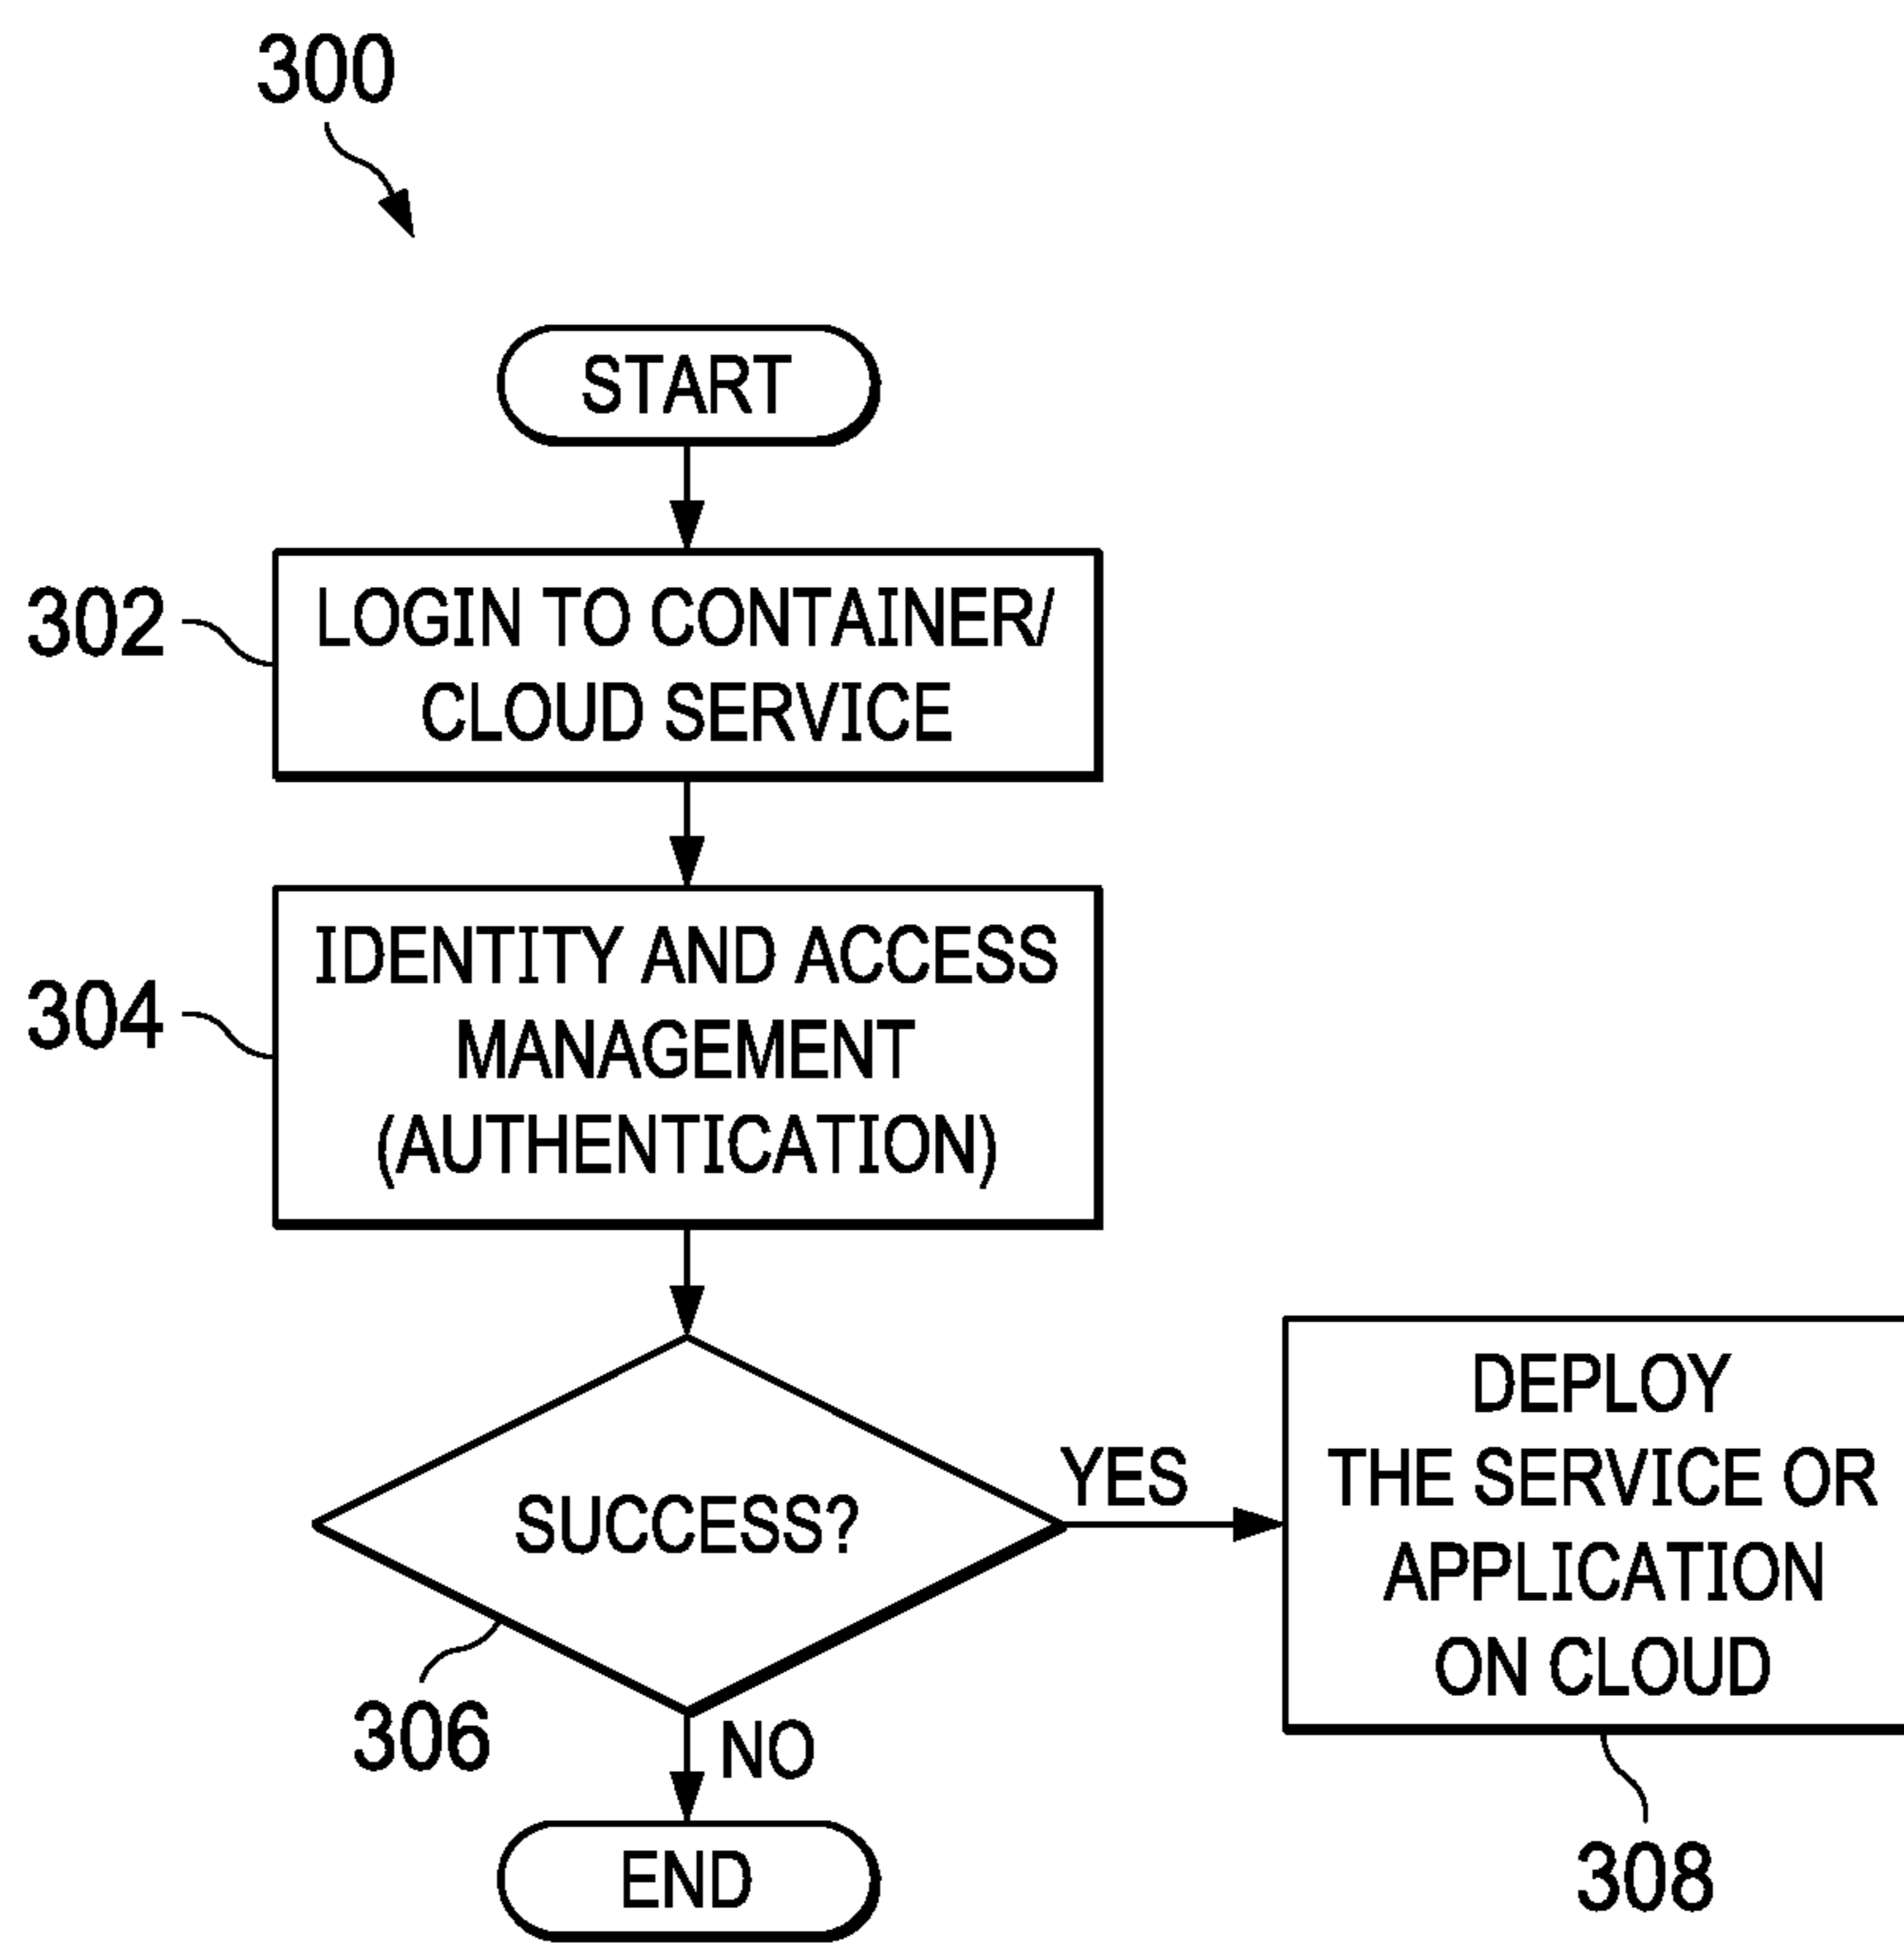 300
START
302
LOGIN TO CONTAINER/
CLOUD SERVICE
304
IDENTITY AND ACCESS
MANAGEMENT
(AUTHENTICATION)
SUCCESS?
306
YES
NO
DEPLOY
THE SERVICE OR
APPLICATION
ON CLOUD
308
END